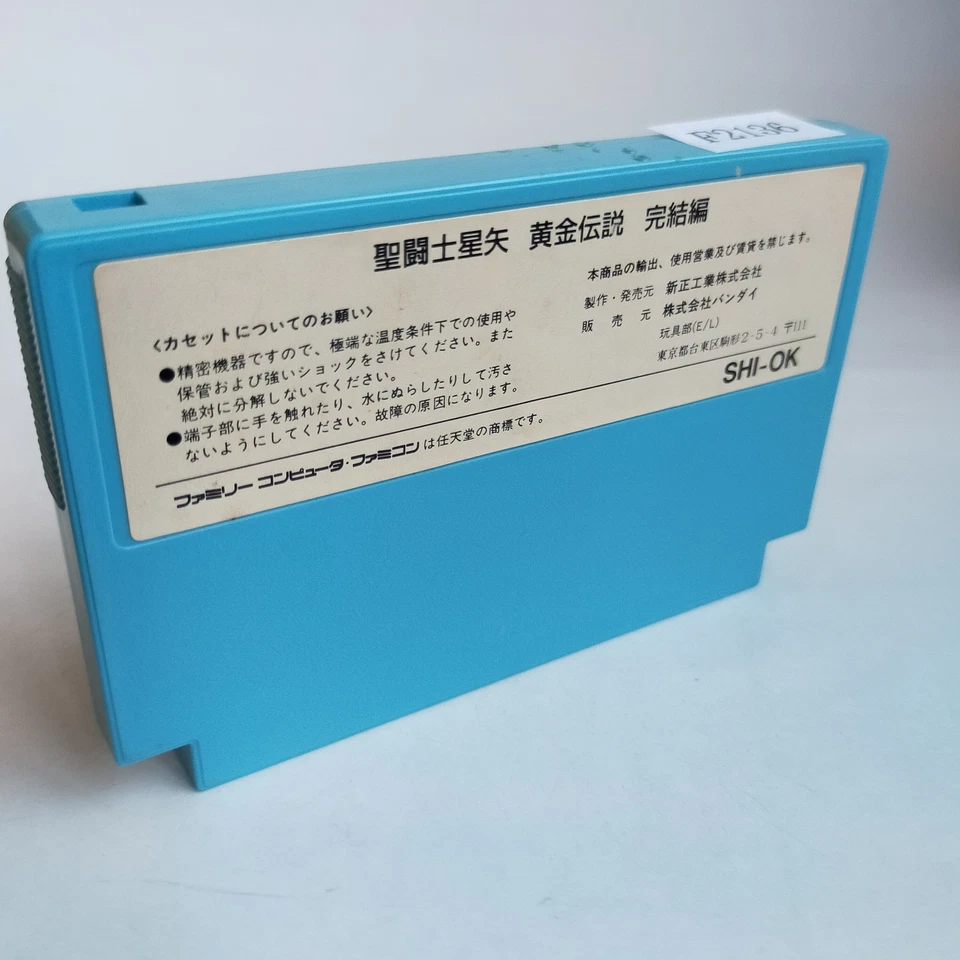 F2136
聖闘士星矢 黄金伝説 完結編
<カセットについてのお願い>
●精密機器ですので、極端な温度条件下での使用や
保管および強いショックをさけてください。また
絶対に分解しないでください。
●端子部に手を触れたり、水にぬらしたりして汚さ
ないようにしてください。故障の原因になります。
本商品の輸出、使用営業及び賃貸を禁じます。
製作・発売元 新正工業株式会社
販売元 株式会社バンダイ
玩具部(E/L)
東京都台東区駒形2-5-4 〒111
SHI-OK
ファミリーコンピュータ・ファミコンは任天堂の商標です。